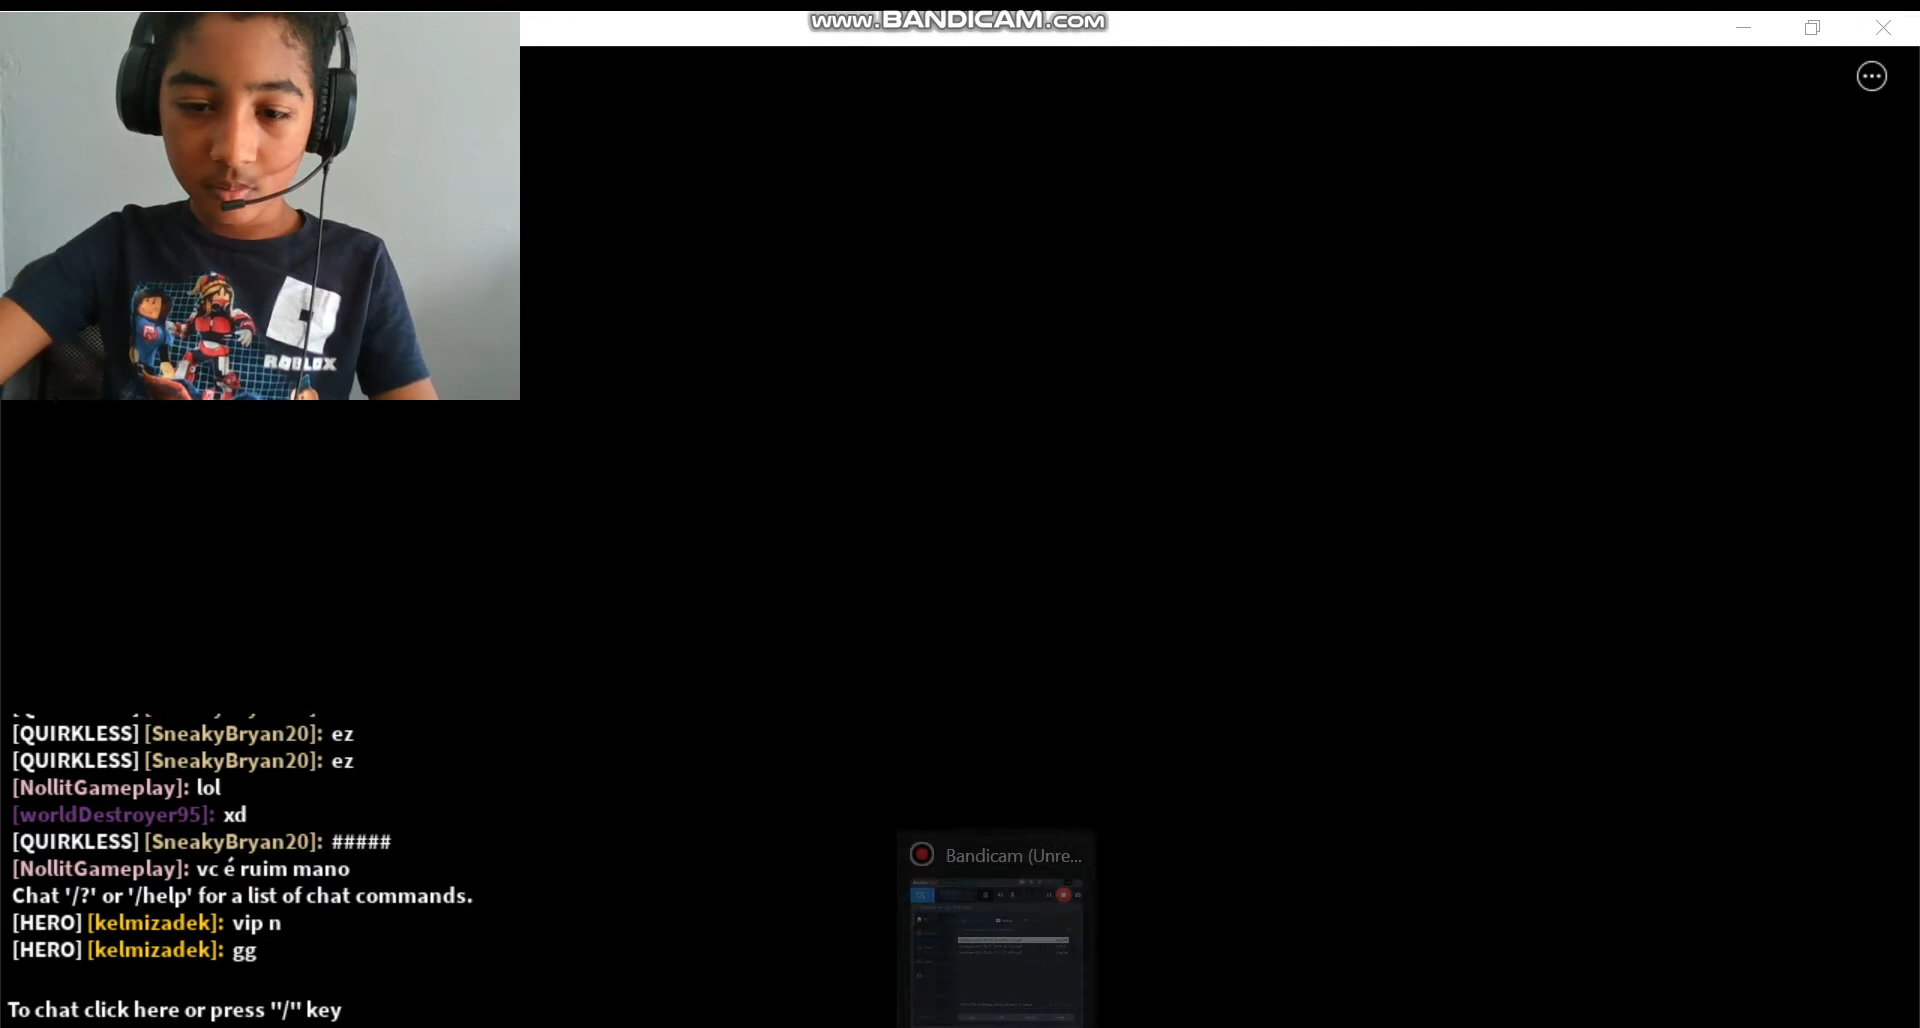 www.BANDICAM.com
ROBLOX
[QUIRKLESS] [SneakyBryan20]: ez
[QUIRKLESS] [SneakyBryan20]: ez
[NollitGameplay]: lol
[worldDestroyer95]: xd
[QUIRKLESS] [SneakyBryan20]: #####
[NollitGameplay]: vc é ruim mano
Chat '/?' or '/help' for a list of chat commands.
[HERO] [kelmizadek]: vip n
[HERO] [kelmizadek]: gg
Bandicam (Unre...
To chat click here or press "/" key